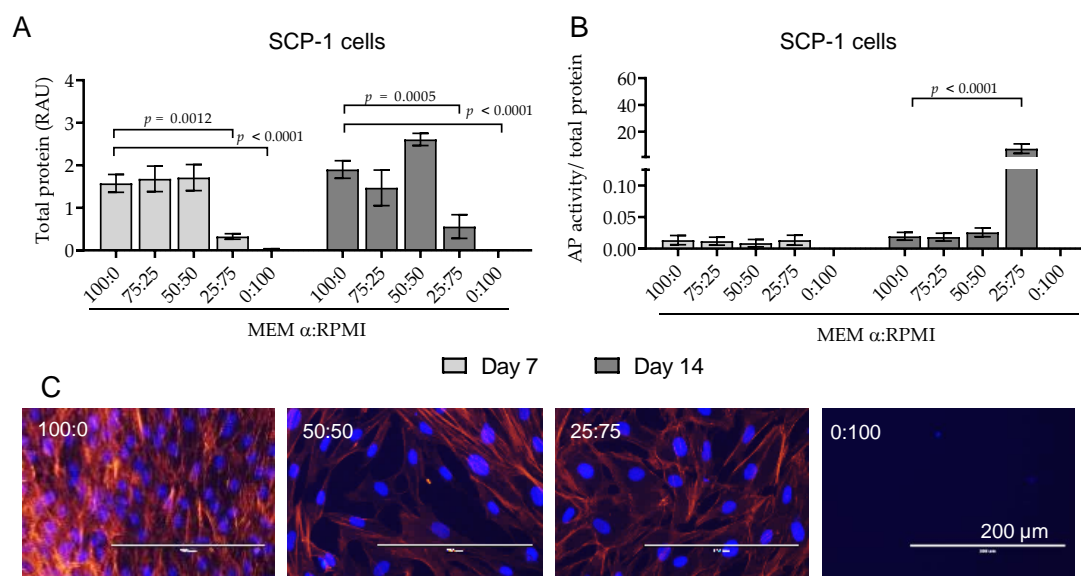 A
SCP-1 cells
Total protein (RAU)
4
3
2
1
0
p = 0.0012
p < 0.0001
p = 0.0005
p < 0.0001
100:0
75:25
50:50
25:75
0:100
100:0
75:25
50:50
25:75
0:100
MEM α:RPMI
B
SCP-1 cells
AP activity/ total protein
60
40
20
0.10
0.05
0.00
p < 0.0001
100:0
75:25
50:50
25:75
0:100
100:0
75:25
50:50
25:75
0:100
MEM α:RPMI
Day 7
Day 14
C
100:0
50:50
25:75
0:100
200 µm